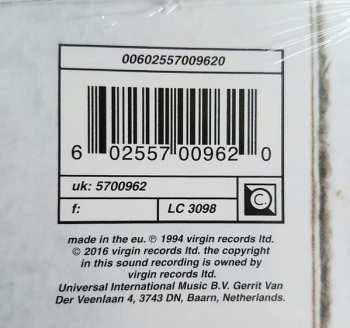 00602557009620
6 02557 00962 0
uk: 5700962
f: LC 3098
C
made in the eu. ℗ 1994 virgin records ltd.
© 2016 virgin records ltd. the copyright
in this sound recording is owned by
virgin records ltd.
Universal International Music B.V. Gerrit Van
Der Veenlaan 4, 3743 DN, Baarn, Netherlands.